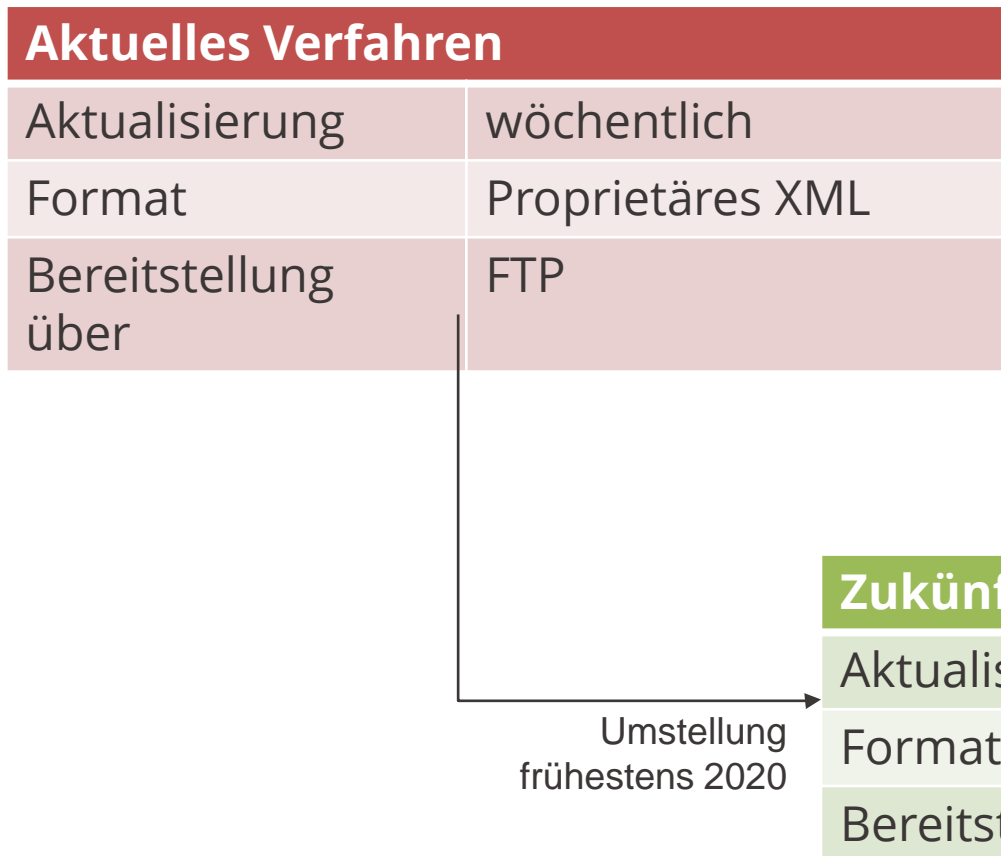 Aktuelles Verfahren
Aktualisierung wöchentlich
Format Proprietäres XML
Bereitstellung FTP
über
Umstellung
frühestens 2020
Format